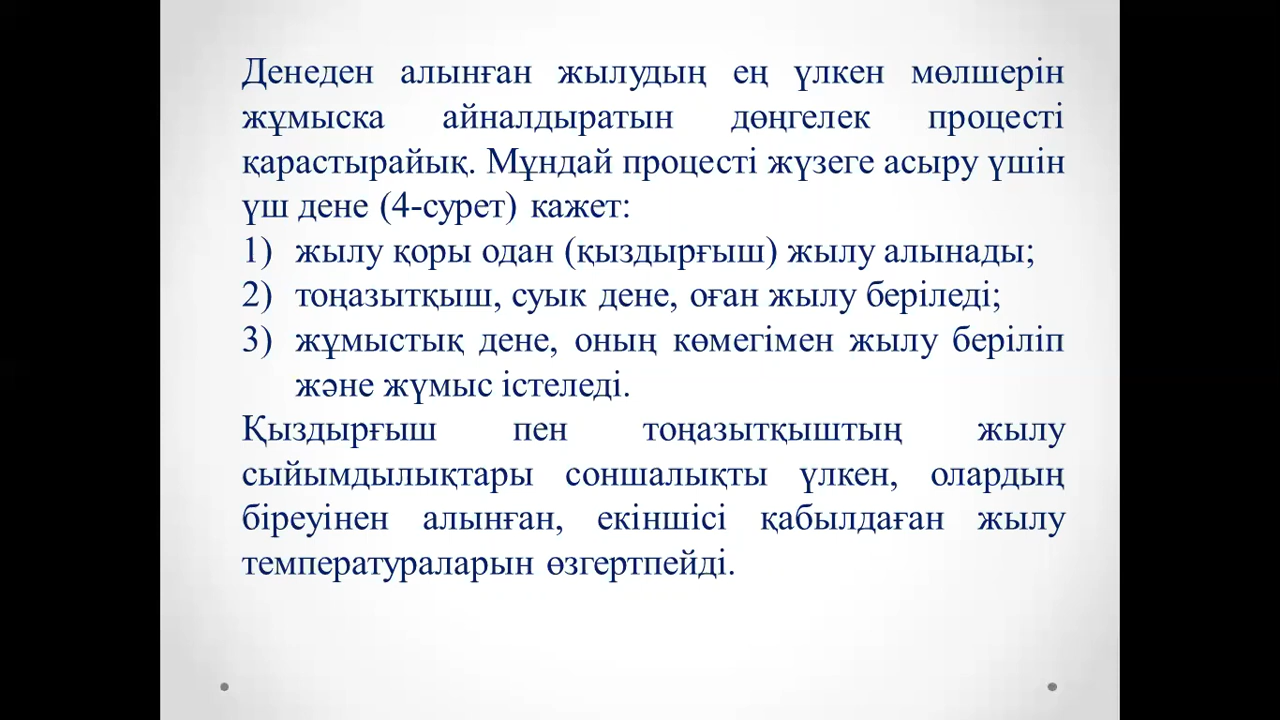 Денеден алынған жылудың ең үлкен мөлшерін
жұмыска айналдыратын дөңгелек процесті
қарастырайық. Мұндай процесті жүзеге асыру үшін
үш дене (4-сурет) кажет:
1) жылу қоры одан (қыздырғыш) жылу алынады;
2) тоңазытқыш, суык дене, оған жылу беріледі;
3) жұмыстық дене, оның көмегімен жылу беріліп
және жүмыс істеледі.
Қыздырғыш пен тоңазытқыштың жылу
сыйымдылықтары соншалықты үлкен, олардың
біреуінен алынған, екіншісі қабылдаған жылу
температураларын өзгертпейді.